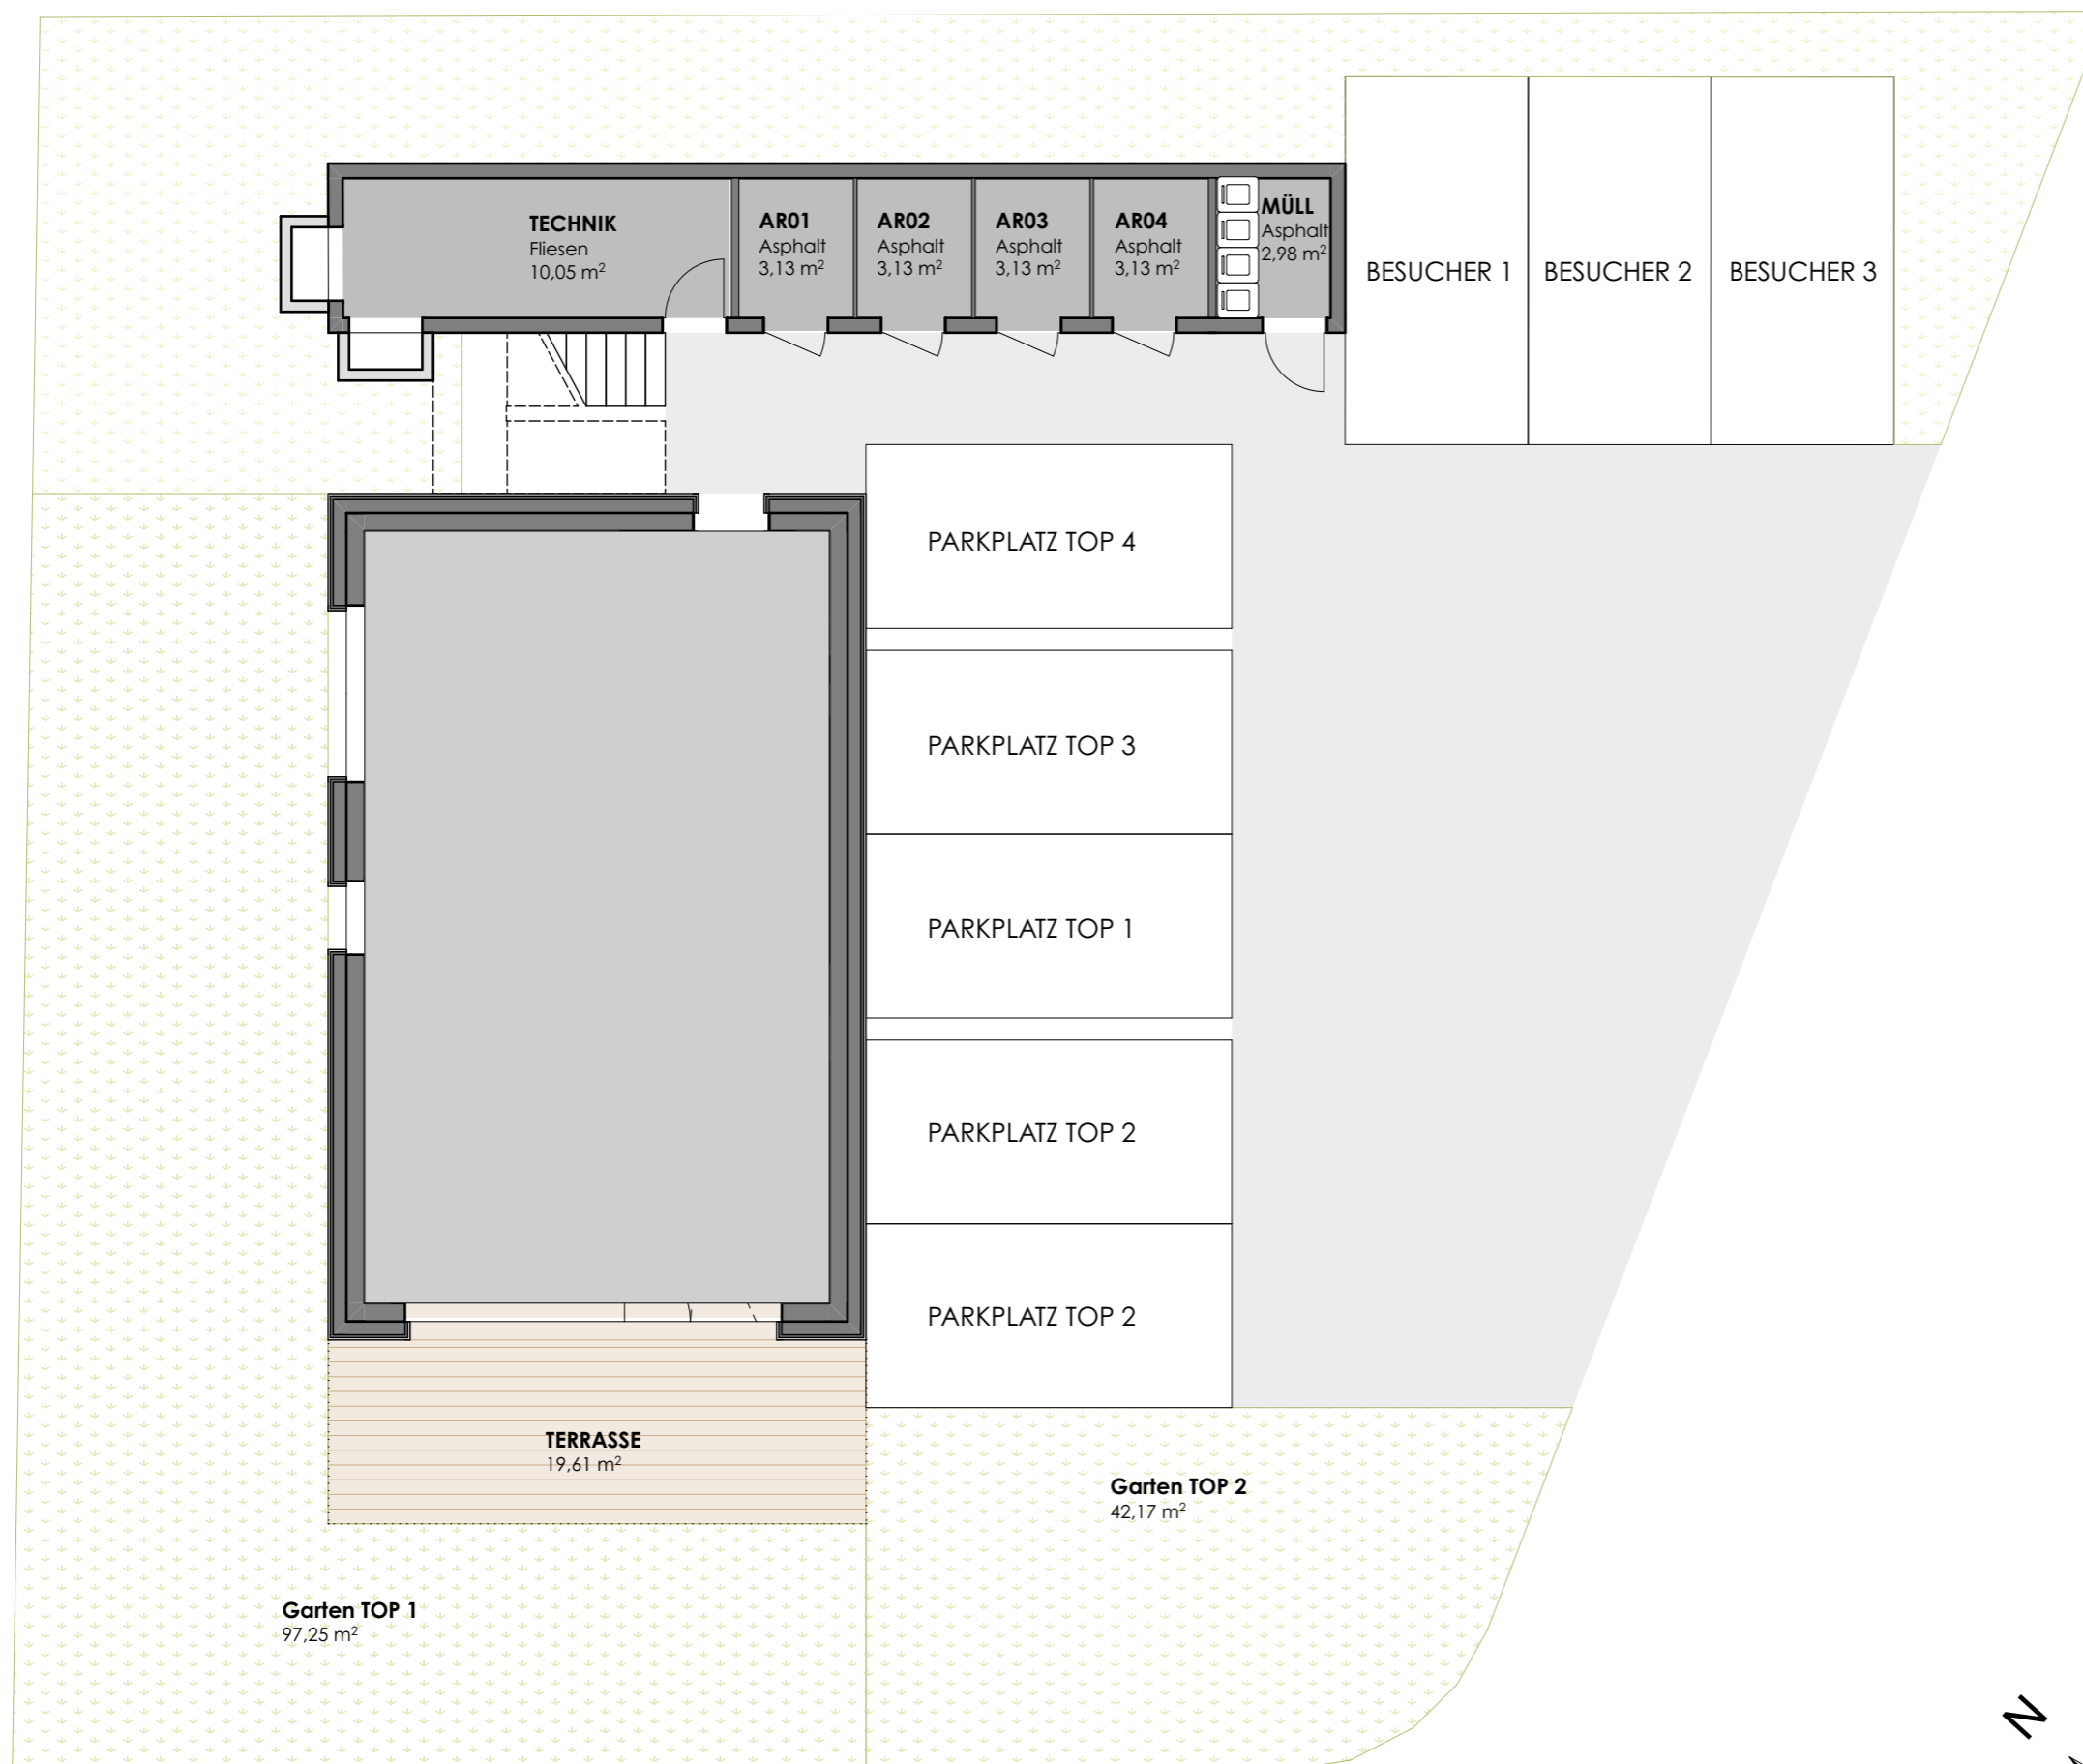 TECHNIK
Fliesen
10,05 m²
AR01
Asphalt
3,13 m²
AR02
Asphalt
3,13 m²
AR03
Asphalt
3,13 m²
AR04
Asphalt
3,13 m²
MÜLL
Asphalt
2,98 m²
BESUCHER 1
BESUCHER 2
BESUCHER 3
PARKPLATZ TOP 4
PARKPLATZ TOP 3
PARKPLATZ TOP 1
PARKPLATZ TOP 2
PARKPLATZ TOP 2
TERRASSE
19,61 m²
Garten TOP 2
42,17 m²
Garten TOP 1
97,25 m²
N